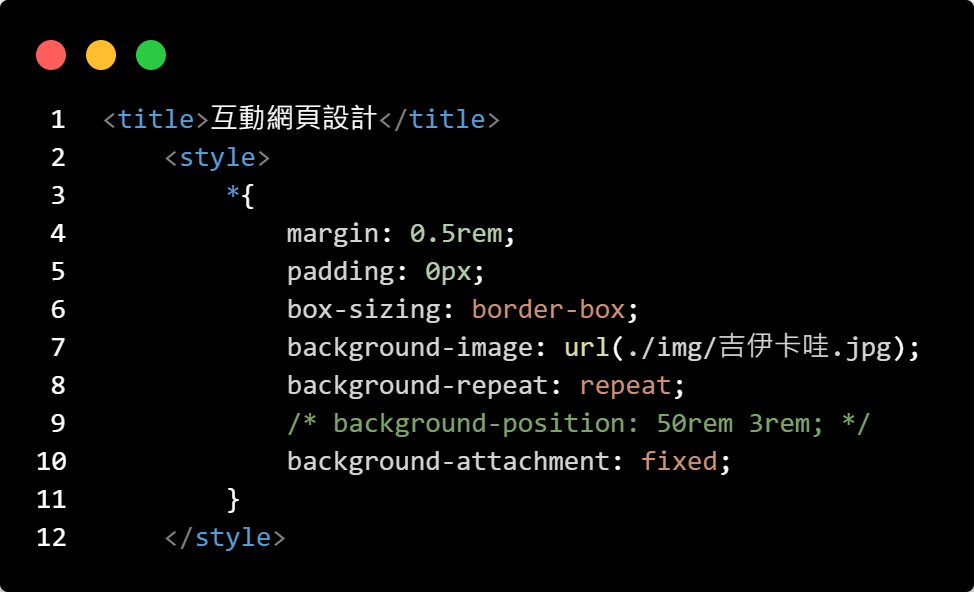 1 <title>互動網頁設計</title>
2 <style>
3 *{
4 margin: 0.5rem;
5 padding: 0px;
6 box-sizing: border-box;
7 background-image: url(./img/吉伊卡哇.jpg);
8 background-repeat: repeat;
9 /* background-position: 50rem 3rem; */
10 background-attachment: fixed;
11 }
12 </style>